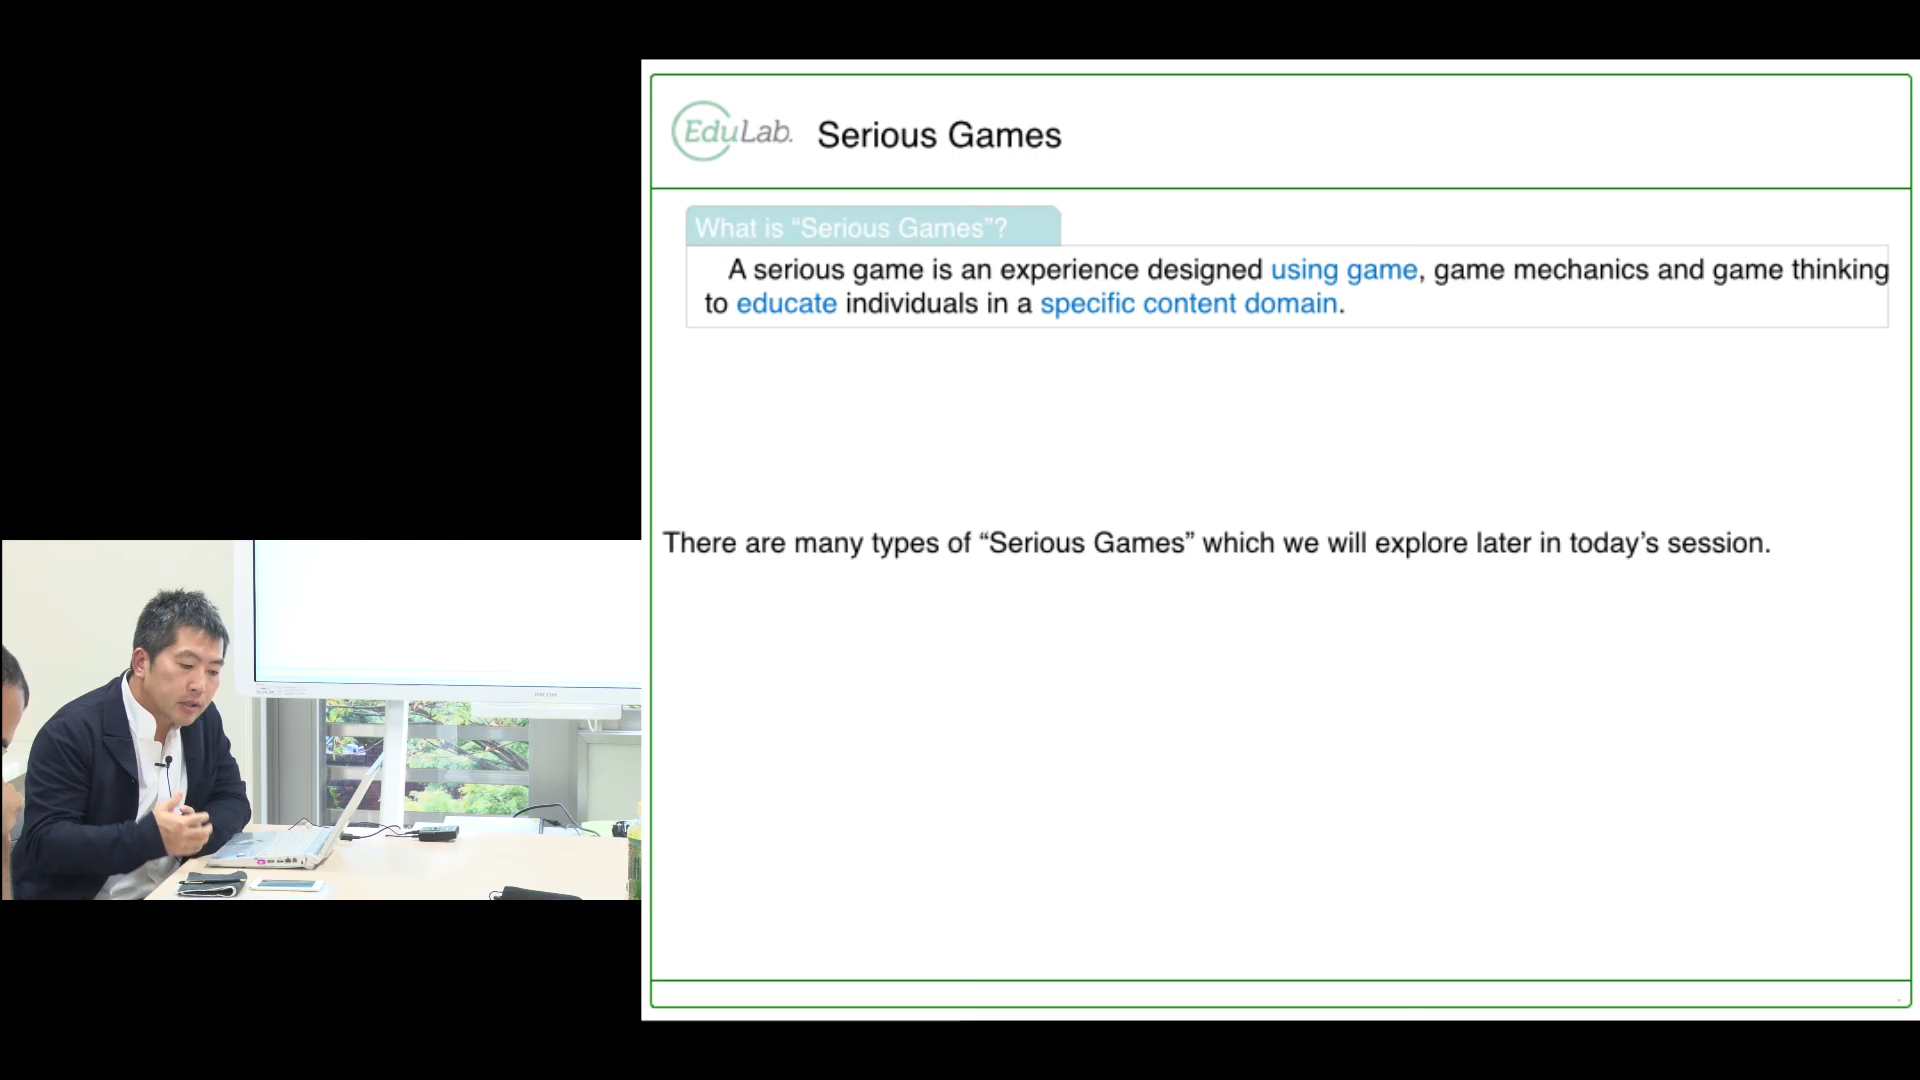 EduLab.
Serious Games
What is “Serious Games”?
A serious game is an experience designed using game, game mechanics and game thinking
to educate individuals in a specific content domain.
There are many types of “Serious Games” which we will explore later in today’s session.
RICOH